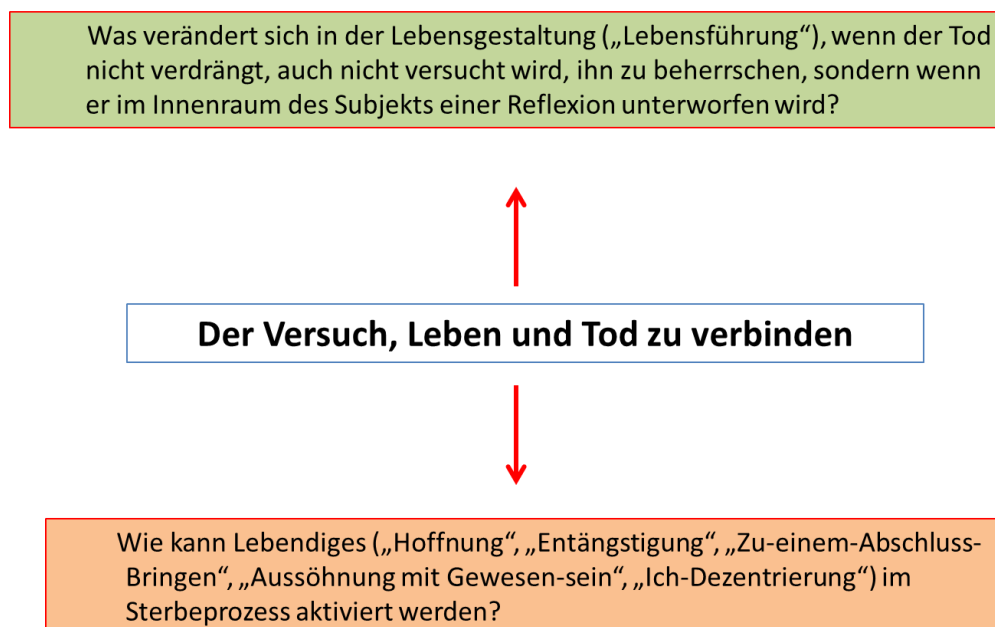 Was verändert sich in der Lebensgestaltung („Lebensführung“), wenn der Tod
nicht verdrängt, auch nicht versucht wird, ihn zu beherrschen, sondern wenn
er im Innenraum des Subjekts einer Reflexion unterworfen wird?
Der Versuch, Leben und Tod zu verbinden
Wie kann Lebendiges („Hoffnung“, „Entängstigung“, „Zu-einem-Abschluss-
Bringen“, „Aussöhnung mit Gewesen-sein“, „Ich-Dezentrierung“) im
Sterbeprozess aktiviert werden?